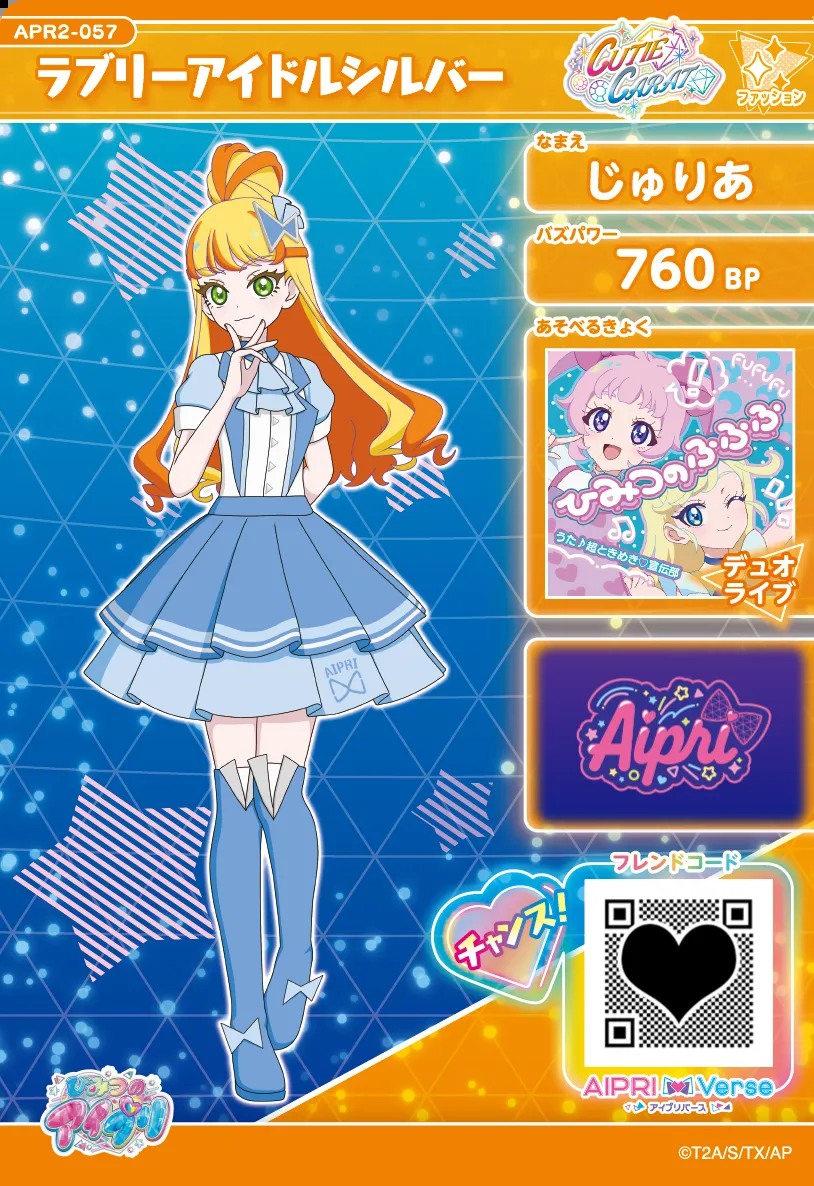 APR2-057
ラブリーアイドルシルバー
CUTIE
CARAT
ファッション
なまえ
じゅりあ
バズパワー
760 BP
あそべるきょく
FUFUFU
ひみつのふふふ
うた♪超ときめき♡宣伝部
デュオ
ライブ
AIPRI
Aipri
フレンドコード
チャンス!
AIPRI Verse
アイプリバース
ひみつの
アイプリ
©T2A/S/TX/AP